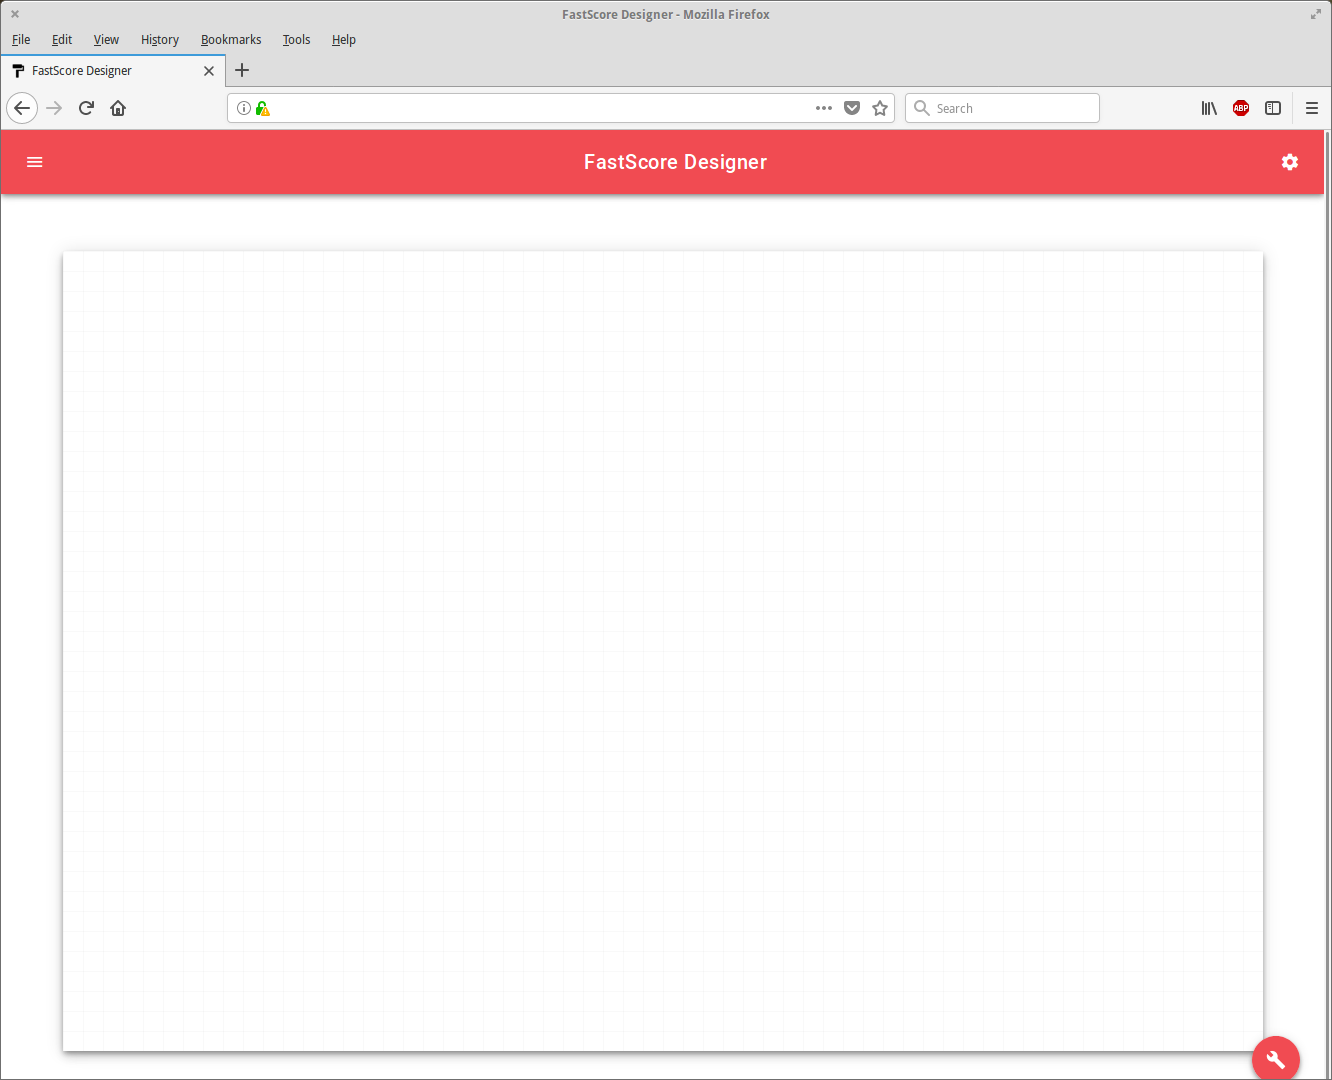 FastScore Designer - Mozilla Firefox
File Edit View History Bookmarks Tools Help
FastScore Designer
Search
ABP
FastScore Designer